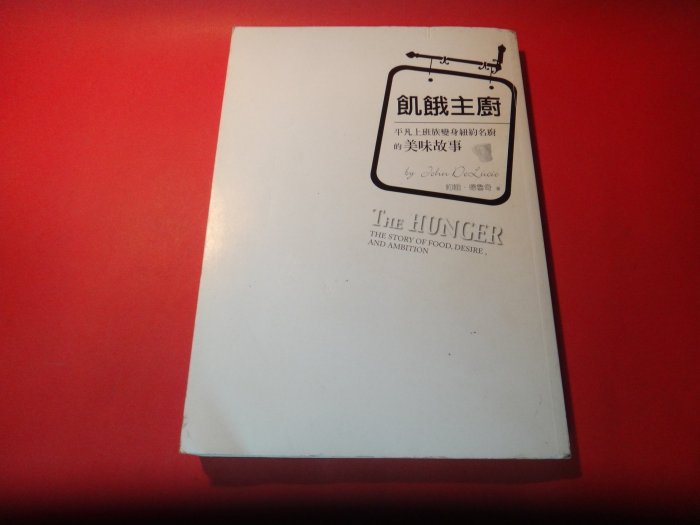 飢餓主廚
平凡上班族變身紐約名廚
的 美味故事
by John DeLucie
約翰・德魯奇 著
THE HUNGER
THE STORY OF FOOD, DESIRE,
AND AMBITION